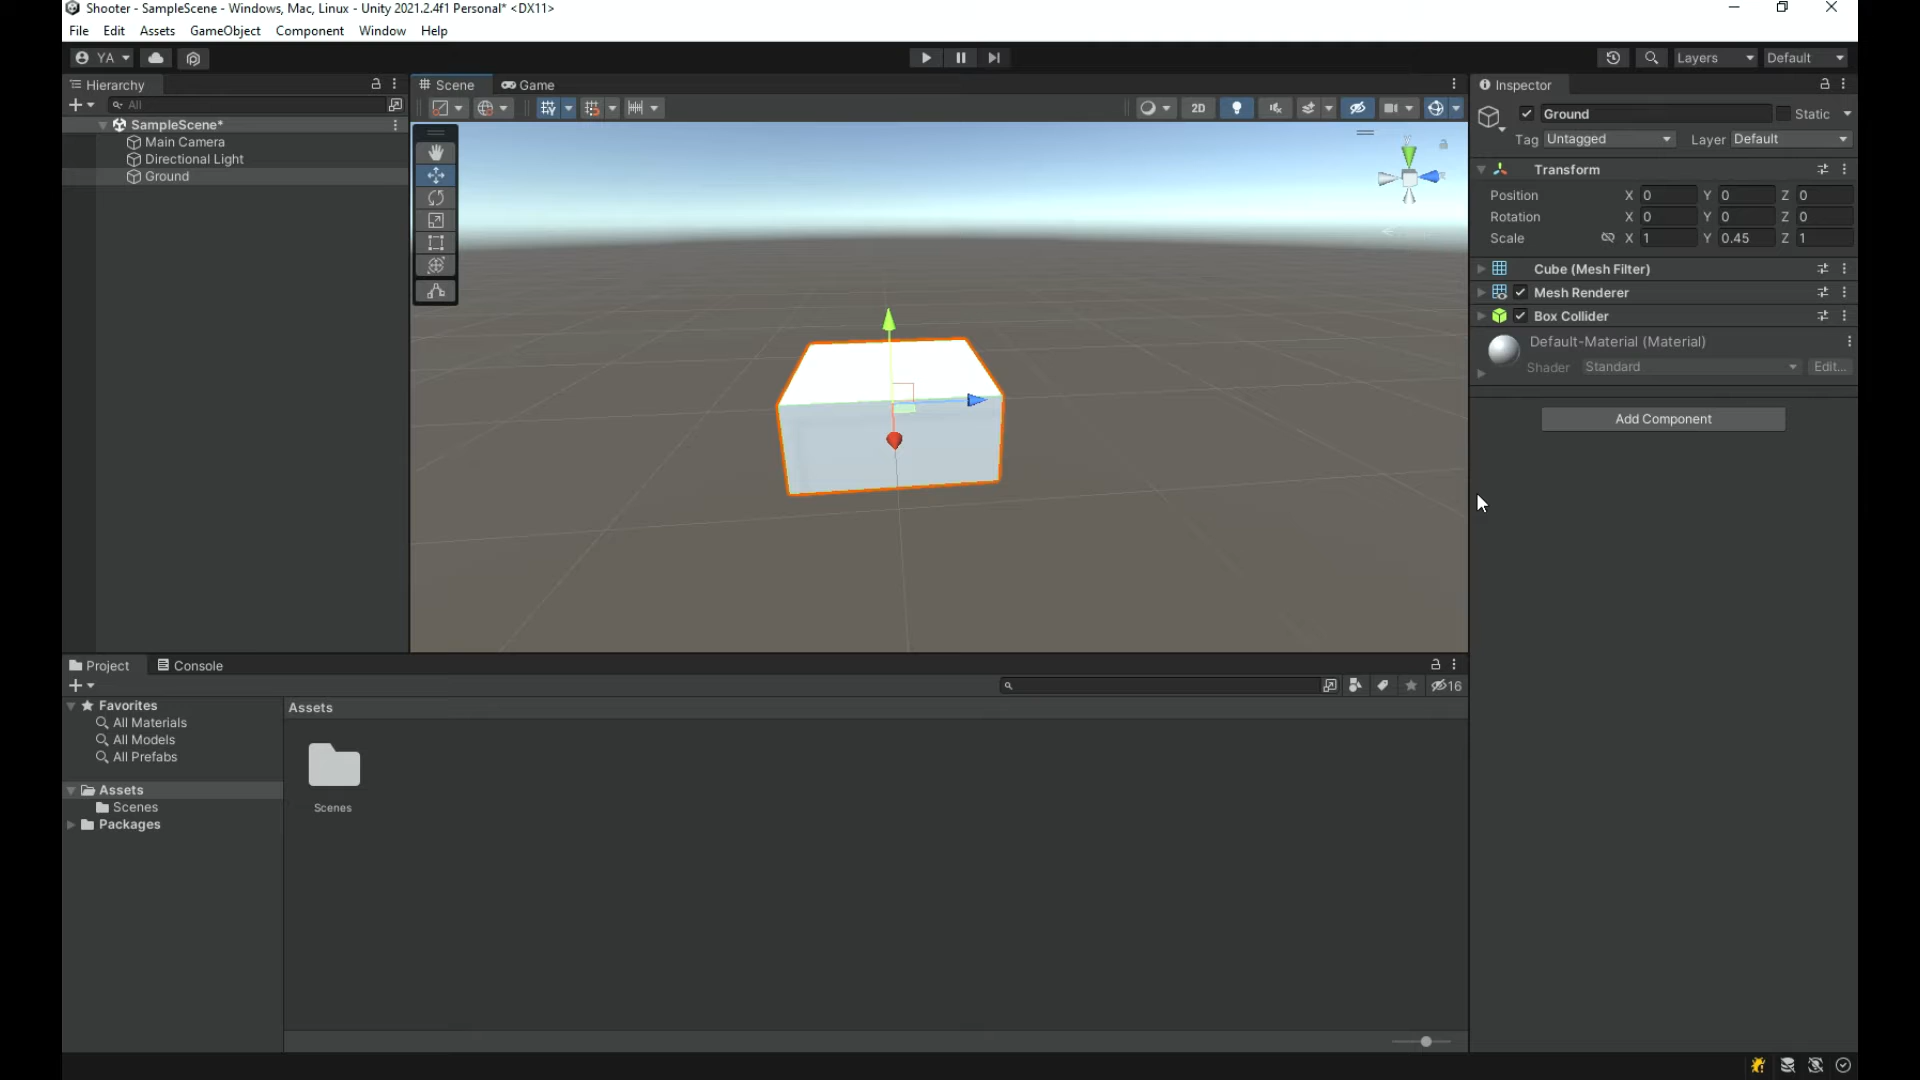 Shooter - SampleScene - Windows, Mac, Linux - Unity 2021.2.4f1 Personal* <DX11>
File Edit Assets GameObject Component Window Help
YA Layers Default
Hierarchy
All
SampleScene*
Main Camera
Directional Light
Ground
Scene Game
2D
Inspector
Ground Static
Tag Untagged Layer Default
Transform
Position X 0 Y 0 Z 0
Rotation X 0 Y 0 Z 0
Scale X 1 Y 0.45 Z 1
Cube (Mesh Filter)
Mesh Renderer
Box Collider
Default-Material (Material)
Shader Standard Edit...
Add Component
Project Console
16
Favorites
All Materials
All Models
All Prefabs
Assets
Scenes
Packages
Assets
Scenes